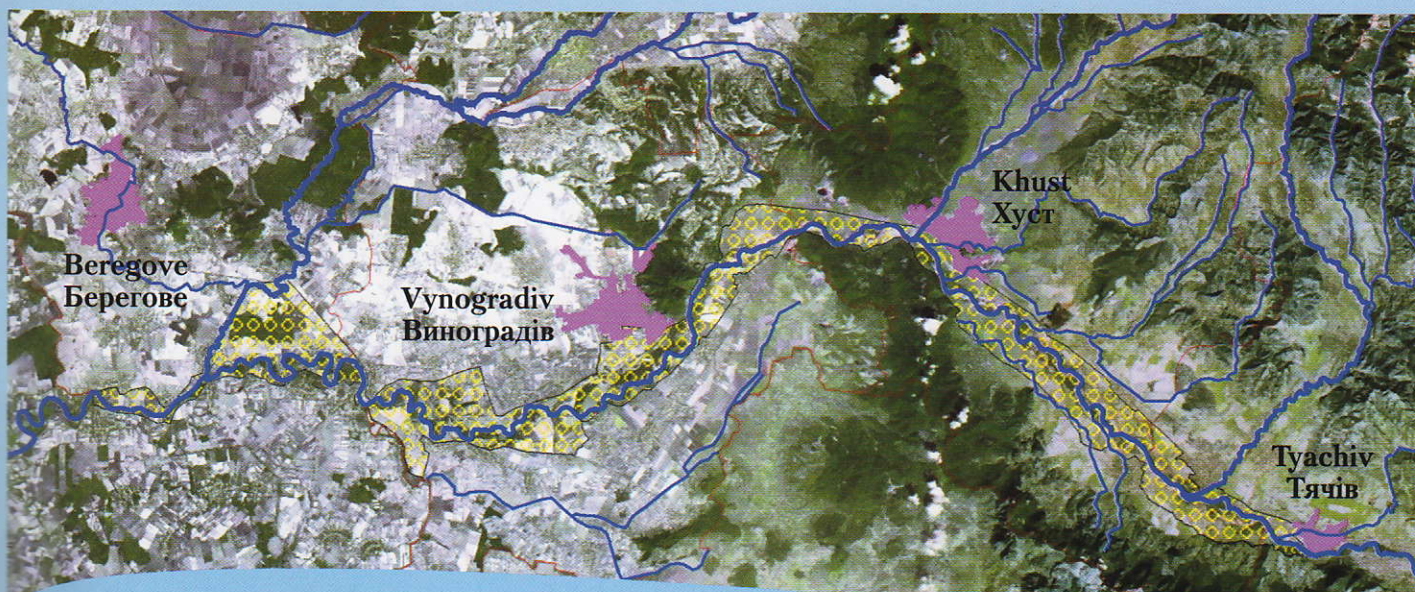 Khust
Хуст
Beregove
Берегове
Vynogradiv
Виноградів
Tyachiv
Тячів